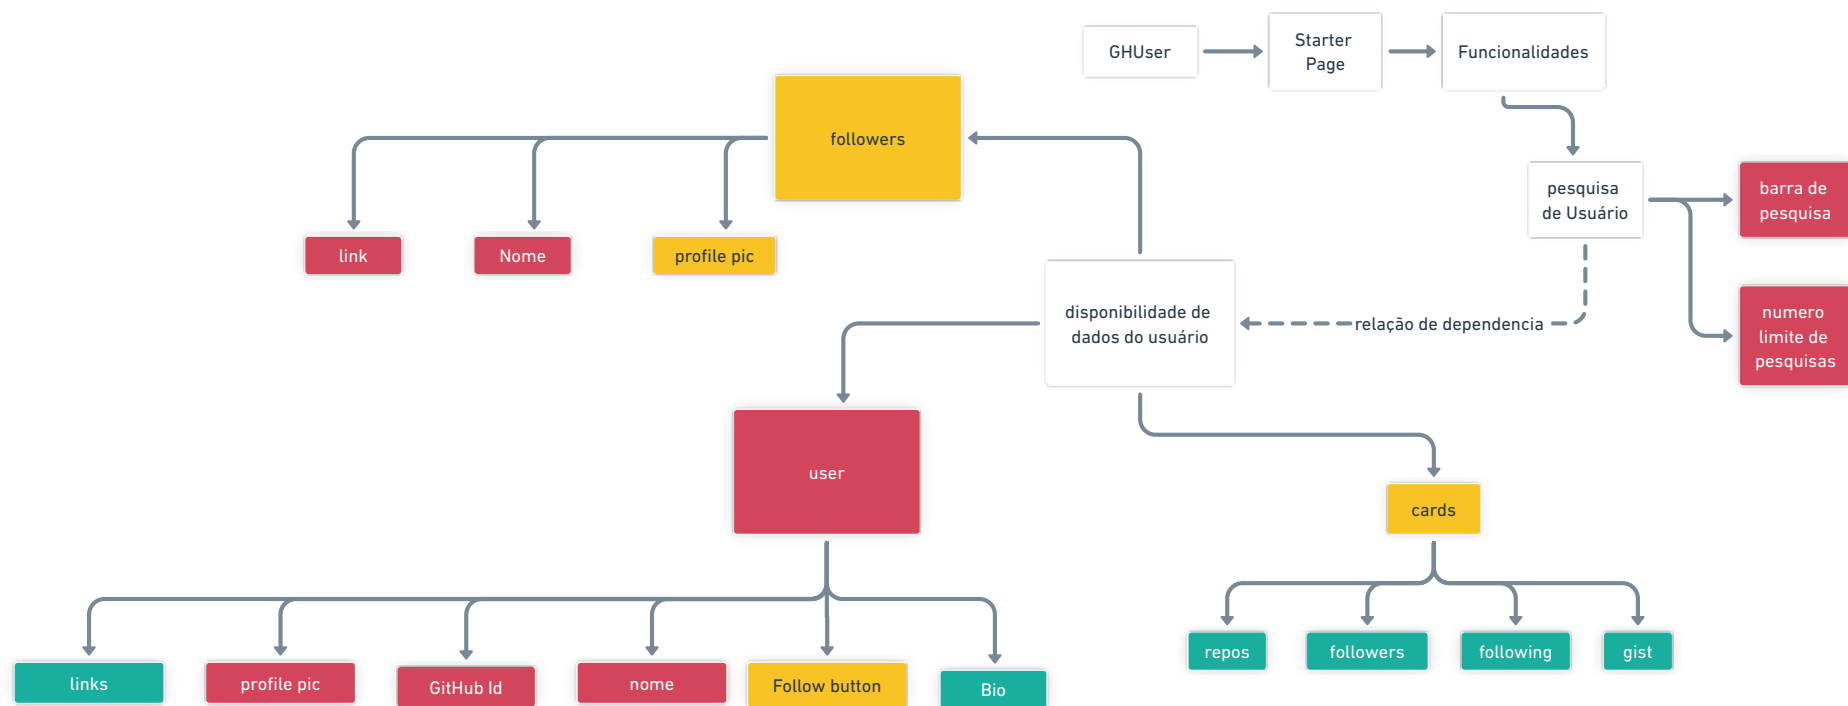 GHUser
Starter
Page
Funcionalidades
followers
pesquisa
de Usuário
barra de
pesquisa
link
Nome
profile pic
disponibilidade de
dados do usuário
relação de dependencia
numero
limite de
pesquisas
user
cards
repos
followers
following
gist
links
profile pic
GitHub Id
nome
Follow button
Bio